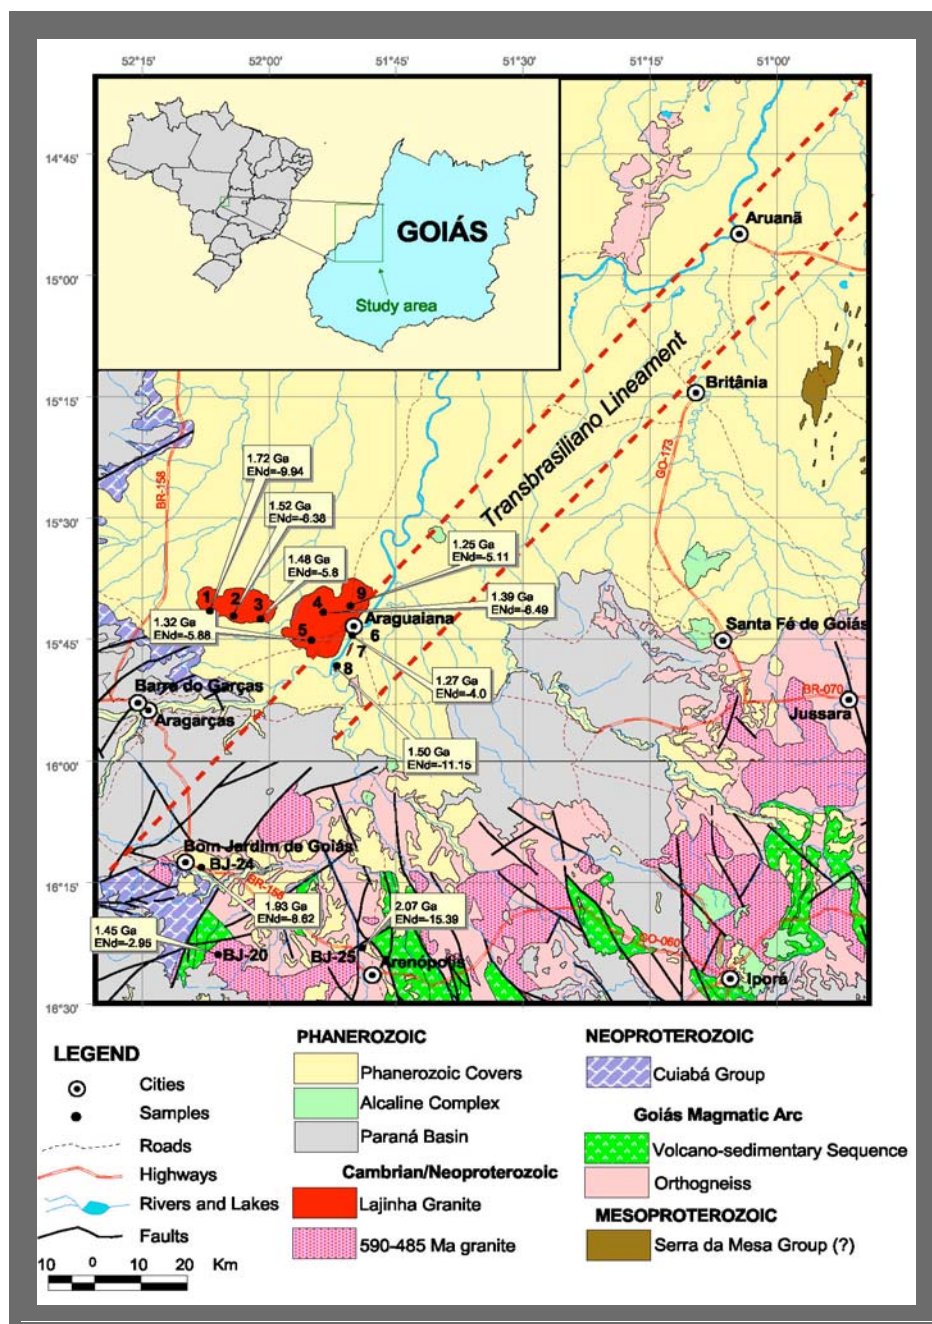 52°15'
52°00'
51°45'
51°30'
51°15'
51°00'
14°45'
15°00'
15°15'
15°30'
15°45'
16°00'
16°15'
16°30'
GOIÁS
Study area
Aruanã
Britânia
Transbrasiliano Lineament
GO-173
BR-158
1.72 Ga
ENd=-9.94
1.52 Ga
ENd=-6.38
1.48 Ga
ENd=-5.8
1.25 Ga
ENd=-5.11
1.39 Ga
ENd=-6.49
1.32 Ga
ENd=-5.88
1
2
3
4
5
6
7
8
9
Araguaiana
1.27 Ga
ENd=-4.0
1.50 Ga
ENd=-11.15
Santa Fé de Goiás
BR-070
Jussara
Barra do Garças
Aragarças
Bom Jardim de Goiás
BJ-24
BR-158
1.93 Ga
ENd=-8.62
2.07 Ga
ENd=-15.39
1.45 Ga
ENd=-2.95
BJ-20
BJ-25
Arenópolis
GO-060
Iporá
LEGEND
Cities
Samples
Roads
Highways
Rivers and Lakes
Faults
10 0 10 20 Km
PHANEROZOIC
Phanerozoic Covers
Alcaline Complex
Paraná Basin
Cambrian/Neoproterozoic
Lajinha Granite
590-485 Ma granite
NEOPROTEROZOIC
Cuiabá Group
Goiás Magmatic Arc
Volcano-sedimentary Sequence
Orthogneiss
MESOPROTEROZOIC
Serra da Mesa Group (?)